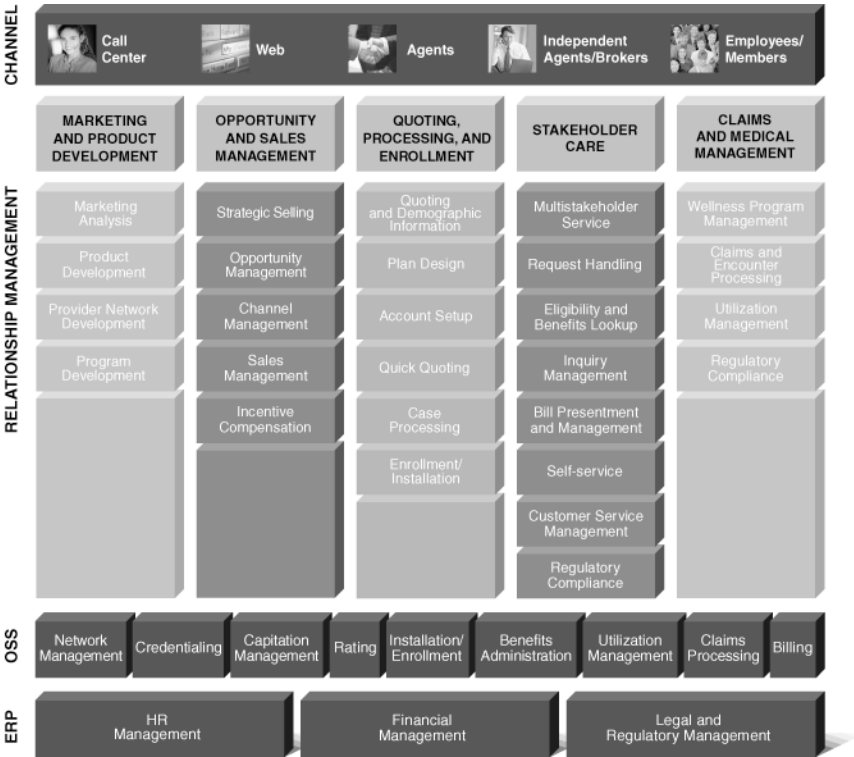 CHANNEL
Call
Center
Web
Agents
Independent
Agents/Brokers
Employees/
Members
RELATIONSHIP MANAGEMENT
MARKETING
AND PRODUCT
DEVELOPMENT
Marketing
Analysis
Product
Development
Provider Network
Development
Program
Development
OPPORTUNITY
AND SALES
MANAGEMENT
Strategic Selling
Opportunity
Management
Channel
Management
Sales
Management
Incentive
Compensation
QUOTING,
PROCESSING, AND
ENROLLMENT
Quoting
and Demographic
Information
Plan Design
Account Setup
Quick Quoting
Case
Processing
Enrollment/
Installation
STAKEHOLDER
CARE
Multistakeholder
Service
Request Handling
Eligibility and
Benefits Lookup
Inquiry
Management
Bill Presentment
and Management
Self-service
Customer Service
Management
Regulatory
Compliance
CLAIMS
AND MEDICAL
MANAGEMENT
Wellness Program
Management
Claims and
Encounter
Processing
Utilization
Management
Regulatory
Compliance
OSS
Network
Management
Credentialing
Capitation
Management
Rating
Installation/
Enrollment
Benefits
Administration
Utilization
Management
Claims
Processing
Billing
ERP
HR
Management
Financial
Management
Legal and
Regulatory Management